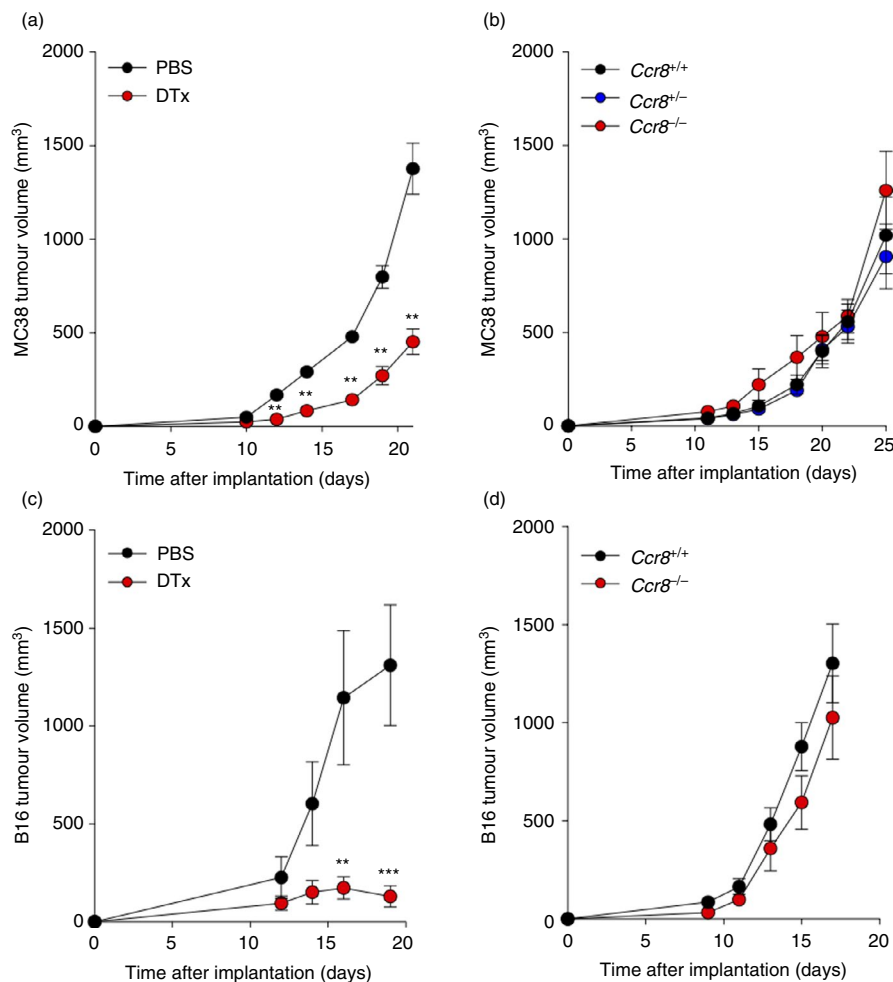 (a)
2000
1500
1000
500
0
MC38 tumour volume (mm³)
PBS
DTx
**
**
**
**
**
0
5
10
15
20
Time after implantation (days)
(b)
2000
1500
1000
500
0
MC38 tumour volume (mm³)
Ccr8+/+
Ccr8+/–
Ccr8–/–
0
5
10
15
20
25
Time after implantation (days)
(c)
2000
1500
1000
500
0
B16 tumour volume (mm³)
PBS
DTx
**
***
0
5
10
15
20
Time after implantation (days)
(d)
2000
1500
1000
500
0
B16 tumour volume (mm³)
Ccr8+/+
Ccr8–/–
0
5
10
15
20
Time after implantation (days)